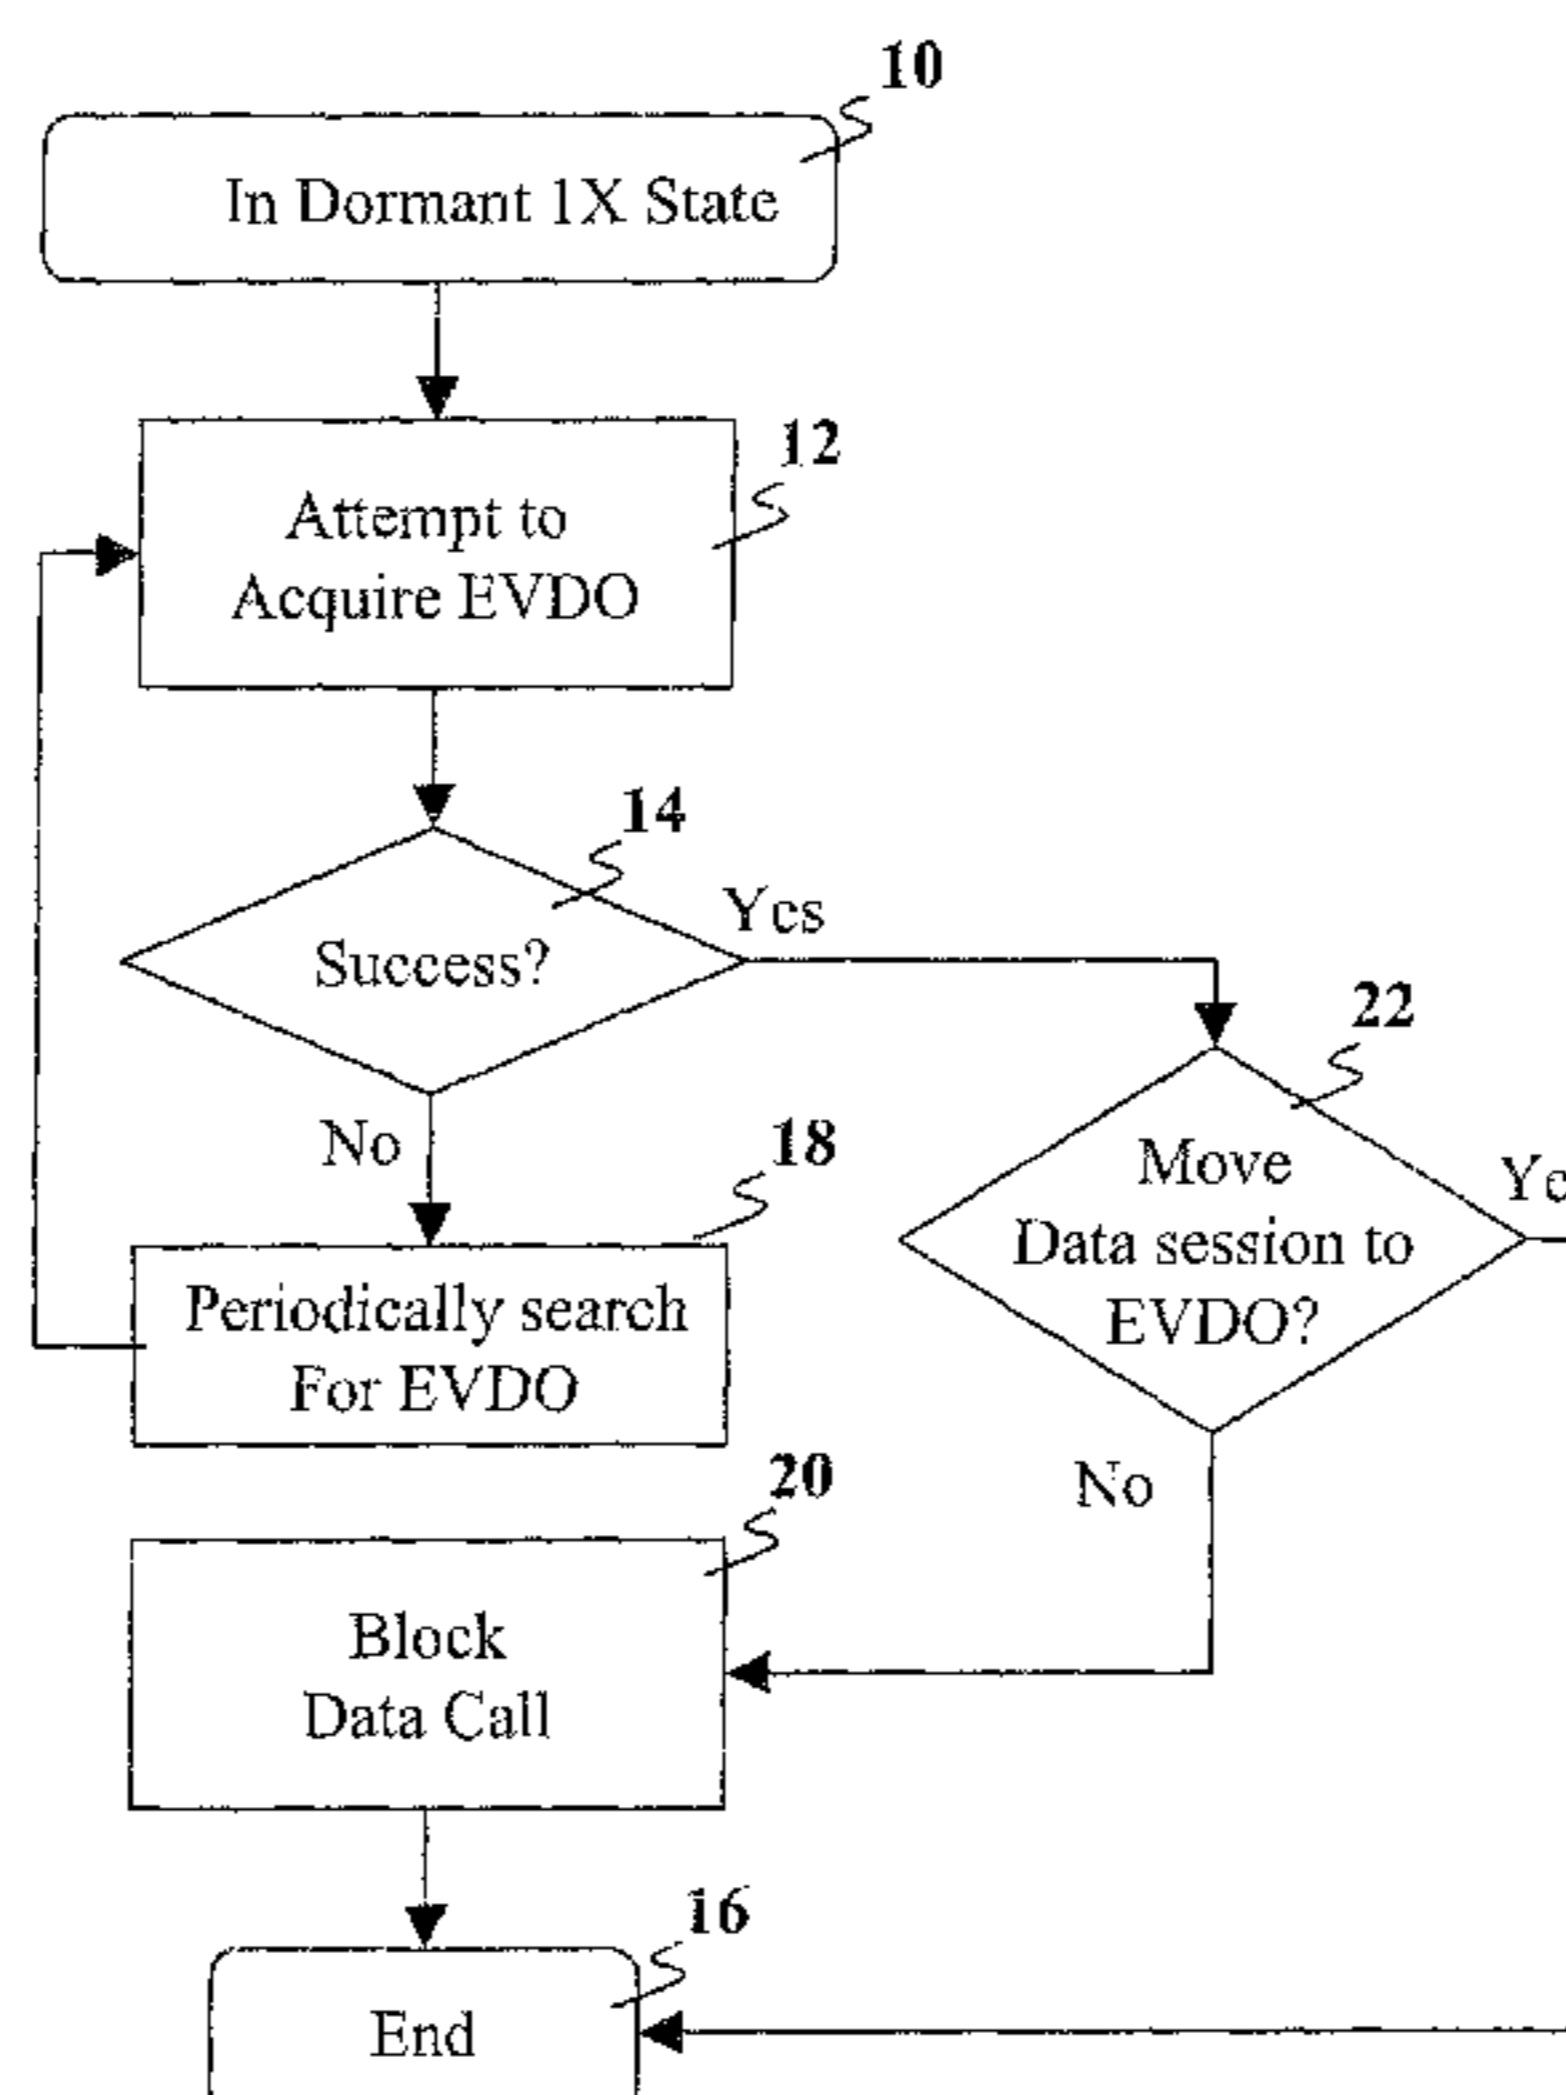 10
In Dormant 1X State
12
Attempt to
Acquire EVDO
14
Success?
Yes
22
Move
Data session to
EVDO?
No
18
Periodically search
For EVDO
No
20
Block
Data Call
16
End